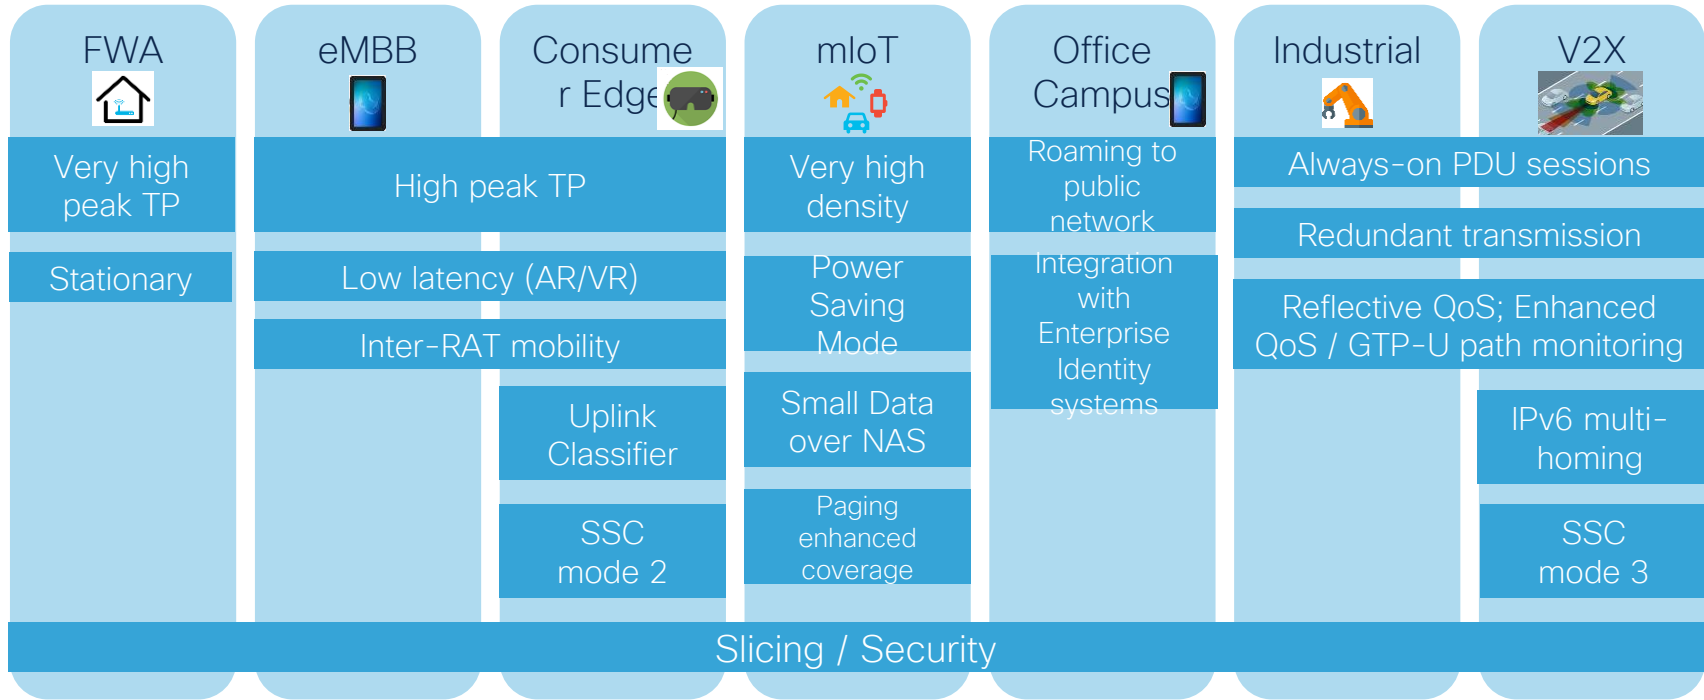 FWA
eMBB
Consume
r Edge
mIoT
Office
Campus
Industrial
V2X
Very high
peak TP
High peak TP
Very high
density
Roaming to
public
network
Always-on PDU sessions
Redundant transmission
Stationary
Low latency (AR/VR)
Inter-RAT mobility
Power
Saving
Mode
Integration
with
Enterprise
Identity
systems
Reflective QoS; Enhanced
QoS / GTP-U path monitoring
Uplink
Classifier
Small Data
over NAS
IPv6 multi-
homing
SSC
mode 2
Paging
enhanced
coverage
SSC
mode 3
Slicing / Security